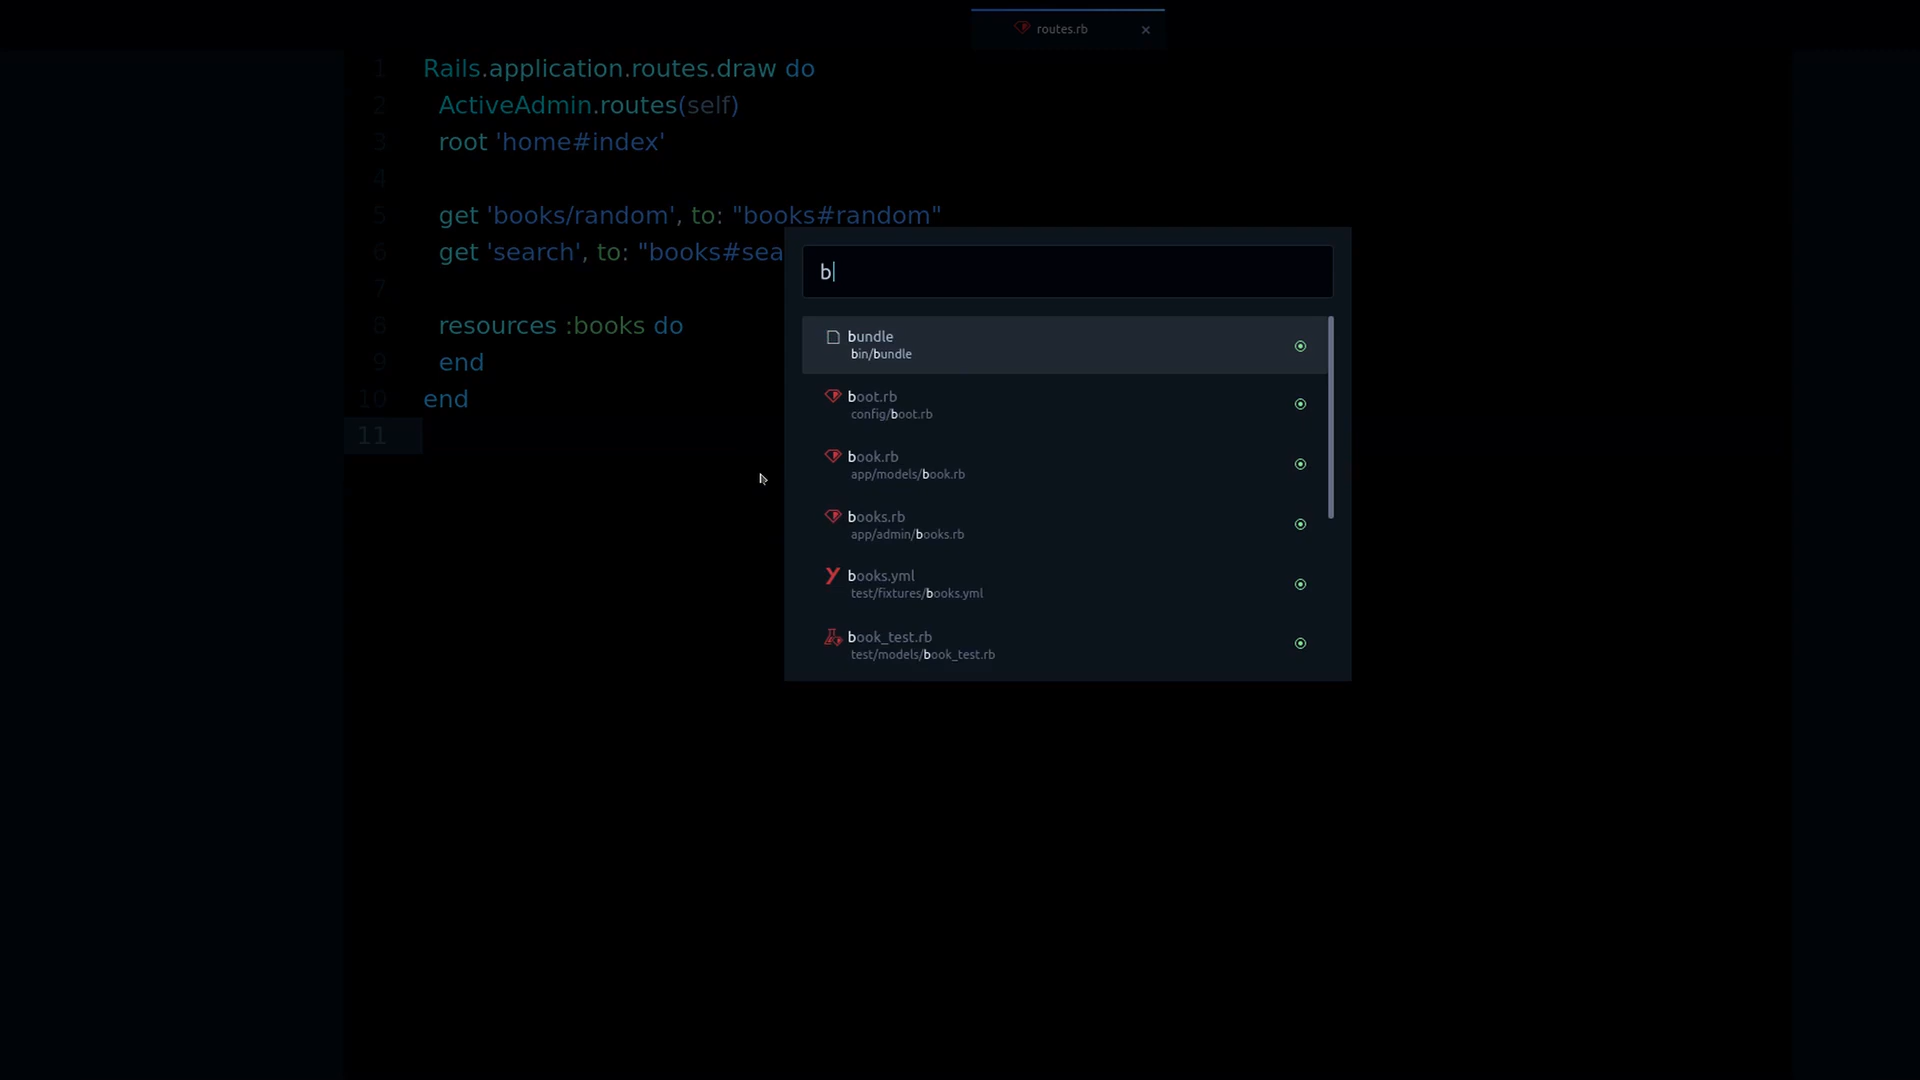 routes.rb ×
1 Rails.application.routes.draw do
2 ActiveAdmin.routes(self)
3 root 'home#index'
4
5 get 'books/random', to: "books#random"
6 get 'search', to: "books#sea
7
8 resources :books do
9 end
10 end
11
b
bundle
bin/bundle
boot.rb
config/boot.rb
book.rb
app/models/book.rb
books.rb
app/admin/books.rb
books.yml
test/fixtures/books.yml
book_test.rb
test/models/book_test.rb